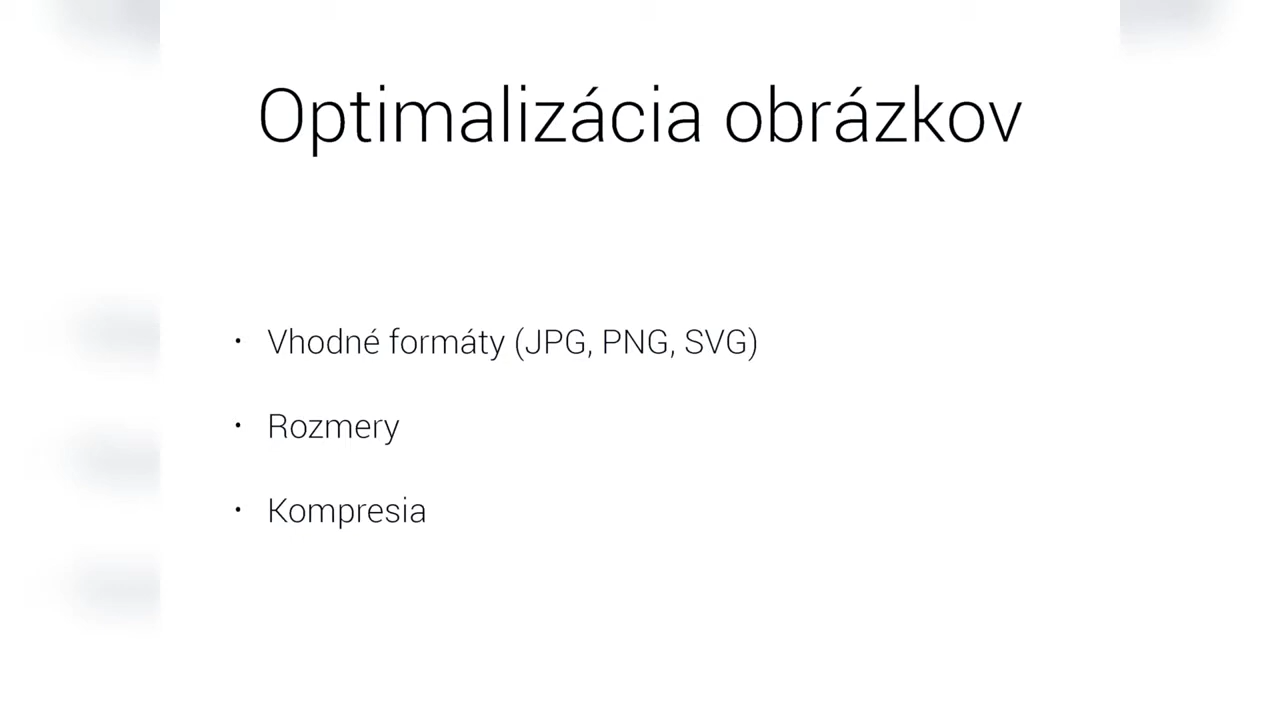 Optimalizácia obrázkov
• Vhodné formáty (JPG, PNG, SVG)
• Rozmery
• Kompresia